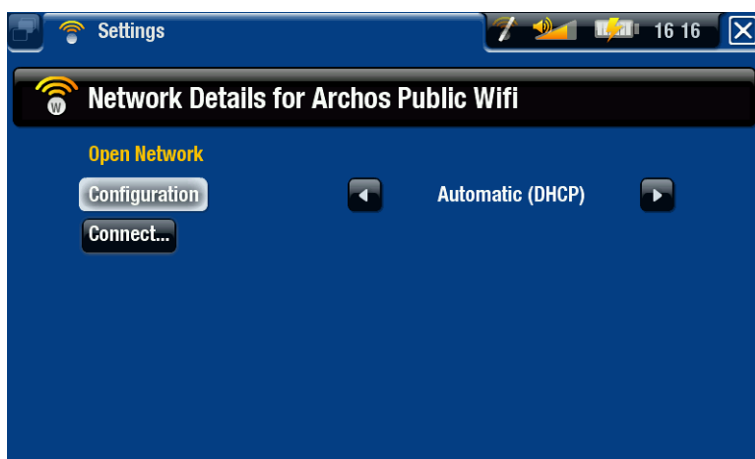 Settings 16 16
W Network Details for Archos Public Wifi
Open Network
Configuration Automatic (DHCP)
Connect...